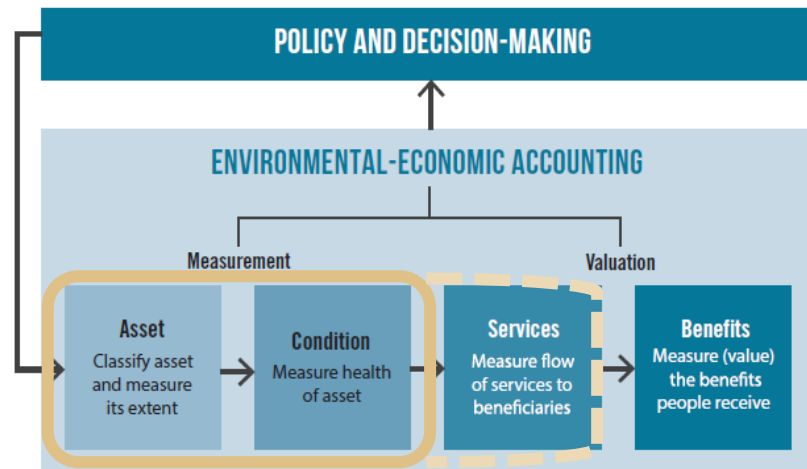 POLICY AND DECISION-MAKING
ENVIRONMENTAL-ECONOMIC ACCOUNTING
Measurement
Valuation
Asset
Classify asset
and measure
its extent
Condition
Measure health
of asset
Services
Measure flow
of services to
beneficiaries
Benefits
Measure (value)
the benefits
people receive